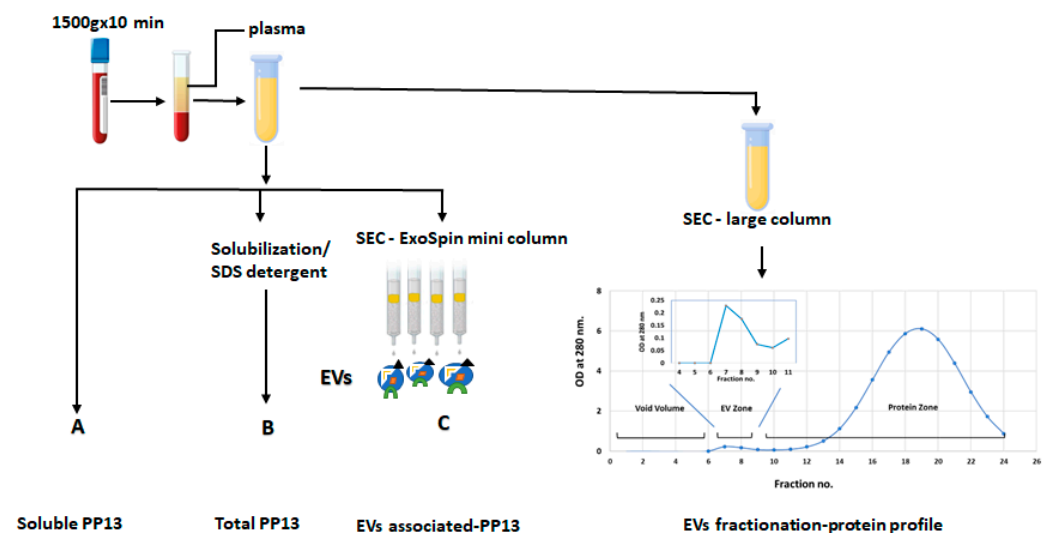 1500gx10 min
plasma
SEC - large column
Solubilization/
SDS detergent
SEC - ExoSpin mini column
EVs
A
B
C
OD at 280 nm.
8
6
4
2
0
0 2 4 6 8 10 12 14 16 18 20 22 24 26
Fraction no.
OD at 280 nm
0.25
0.2
0.15
0.1
0.05
0
4 5 6 7 8 9 10 11
Fraction no.
Void Volume
EV Zone
Protein Zone
Soluble PP13
Total PP13
EVs associated-PP13
EVs fractionation-protein profile